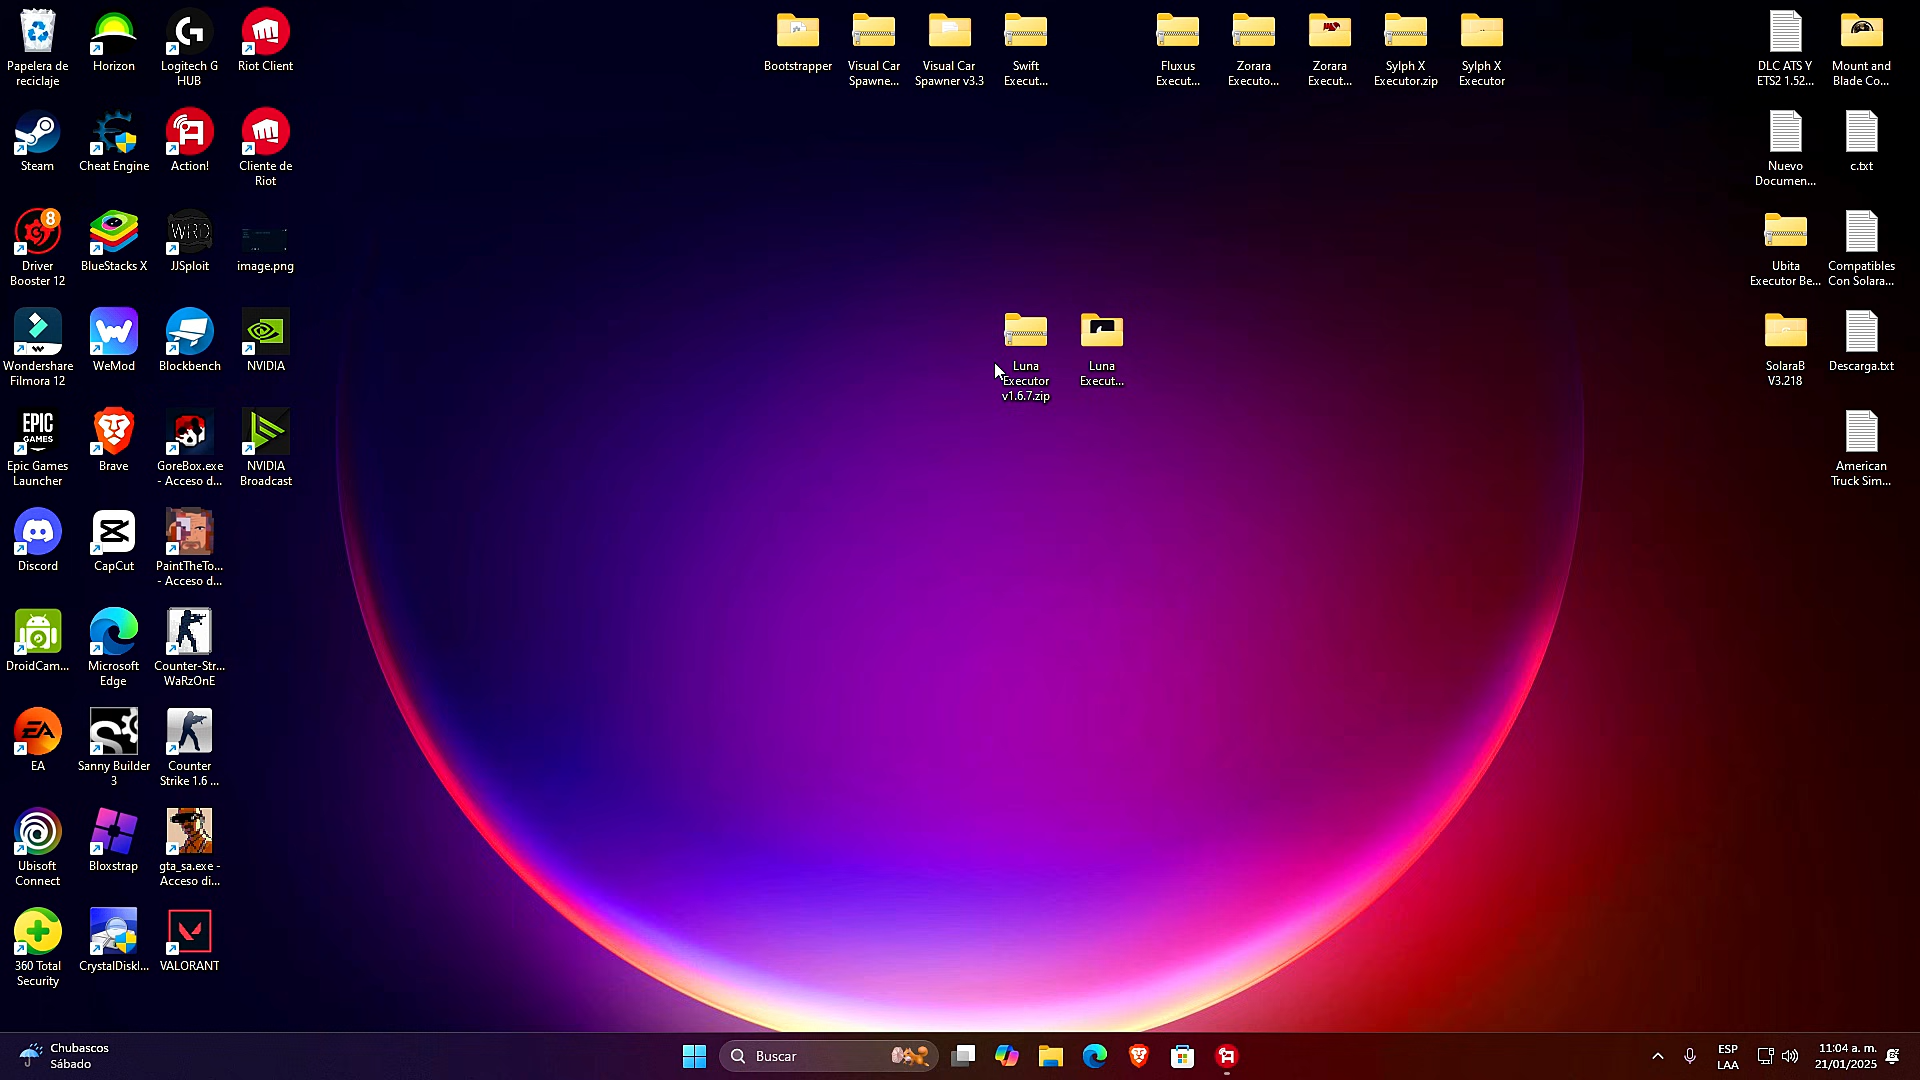 Papelera de
reciclaje
Horizon
Logitech G
HUB
Riot Client
Bootstrapper
Visual Car
Spawne...
Visual Car
Spawner v3.3
Swift
Execut...
Fluxus
Execut...
Zorara
Executo...
Zorara
Execut...
Sylph X
Executor.zip
Sylph X
Executor
DLC ATS Y
ETS2 1.52...
Mount and
Blade Co...
Steam
Cheat Engine
Action!
Cliente de
Riot
Nuevo
Documen...
c.txt
8
Driver
Booster 12
BlueStacks X
WRD
JJSploit
image.png
Ubita
Executor Be...
Compatibles
Con Solara...
Wondershare
Filmora 12
WeMod
Blockbench
NVIDIA
Luna
Executor
v1.6.7.zip
Luna
Execut...
SolaraB
V3.218
Descarga.txt
EPIC
GAMES
Epic Games
Launcher
Brave
GoreBox.exe
- Acceso d...
NVIDIA
Broadcast
American
Truck Sim...
Discord
CapCut
PaintTheTo...
- Acceso d...
DroidCam...
Microsoft
Edge
Counter-Str...
WaRzOnE
EA
EA
Sanny Builder
3
Counter
Strike 1.6 ...
Ubisoft
Connect
Bloxstrap
gta_sa.exe -
Acceso di...
360 Total
Security
CrystalDiskI...
VALORANT
Chubascos
Sábado
Buscar
ESP
LAA
11:04 a. m.
21/01/2025